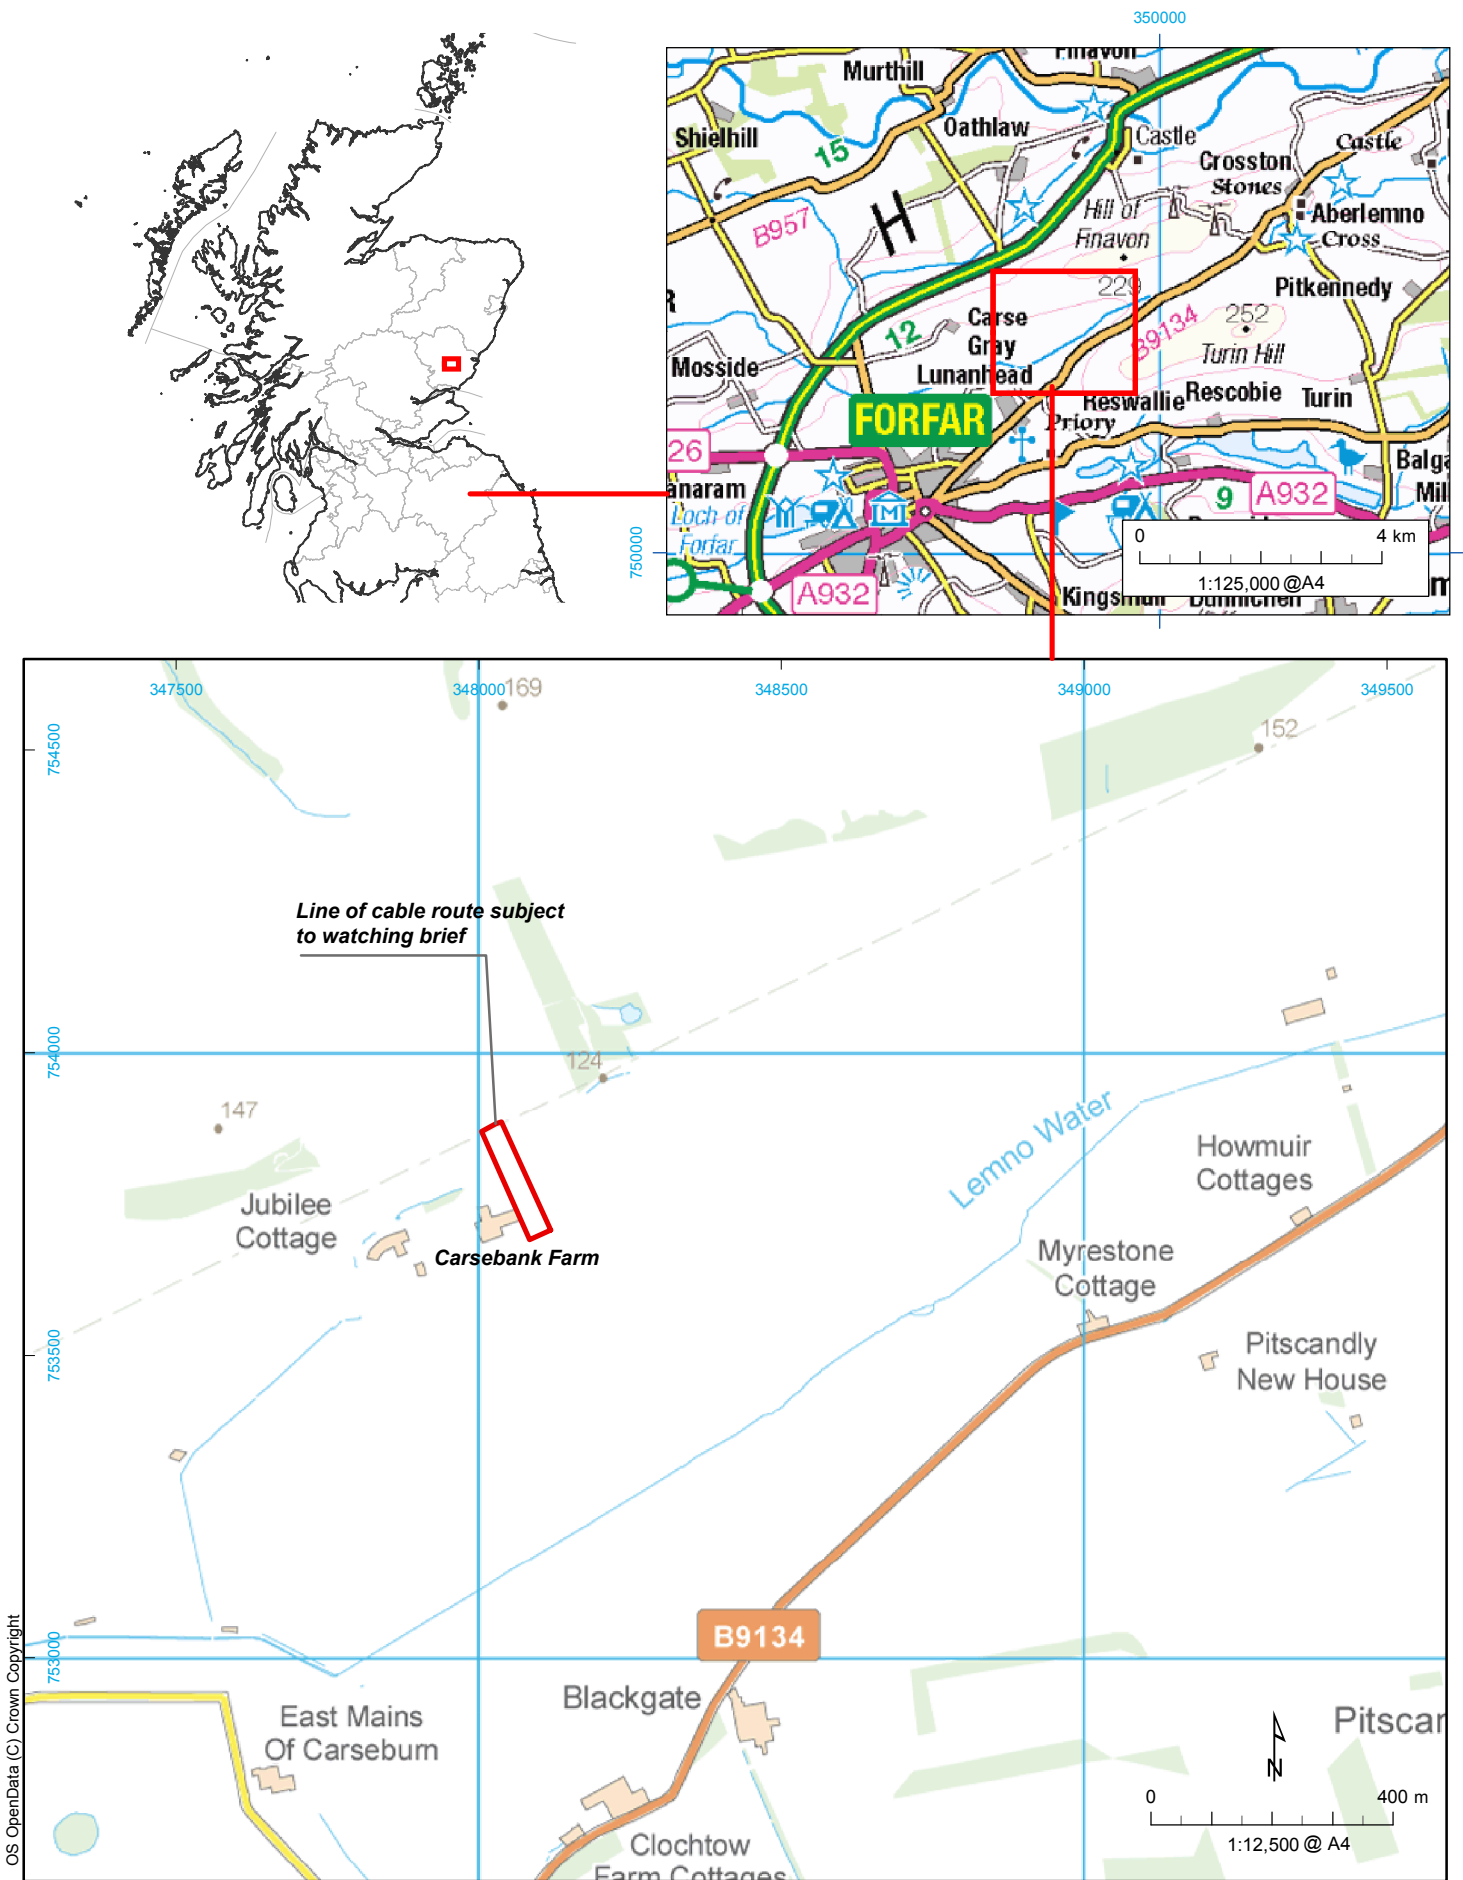 350000
Finavon
Murthill
Oathlaw
Shielhill
15
Castle
Castle
Crosston
Stones
Aberlemno
Cross
B957
H
Hill of
Finavon
229
Pitkennedy
Carse
Gray
12
B9134
252
Turin Hill
Mosside
Lunanhead
FORFAR
Reswallie
Rescobie
Turin
Priory
26
Loch of
Forfar
9
A932
A932
0
4 km
1:125,000 @A4
750000
347500
348000
348500
349000
349500
169
152
754500
Line of cable route subject
to watching brief
754000
124
147
Lemno Water
Howmuir
Cottages
Jubilee
Cottage
Carsebank Farm
Myrestone
Cottage
Pitscandly
New House
753500
B9134
753000
Blackgate
East Mains
Of Carseburn
Pitscar
N
0
400 m
1:12,500 @ A4
Clochtow
Farm Cottages
OS OpenData (C) Crown Copyright